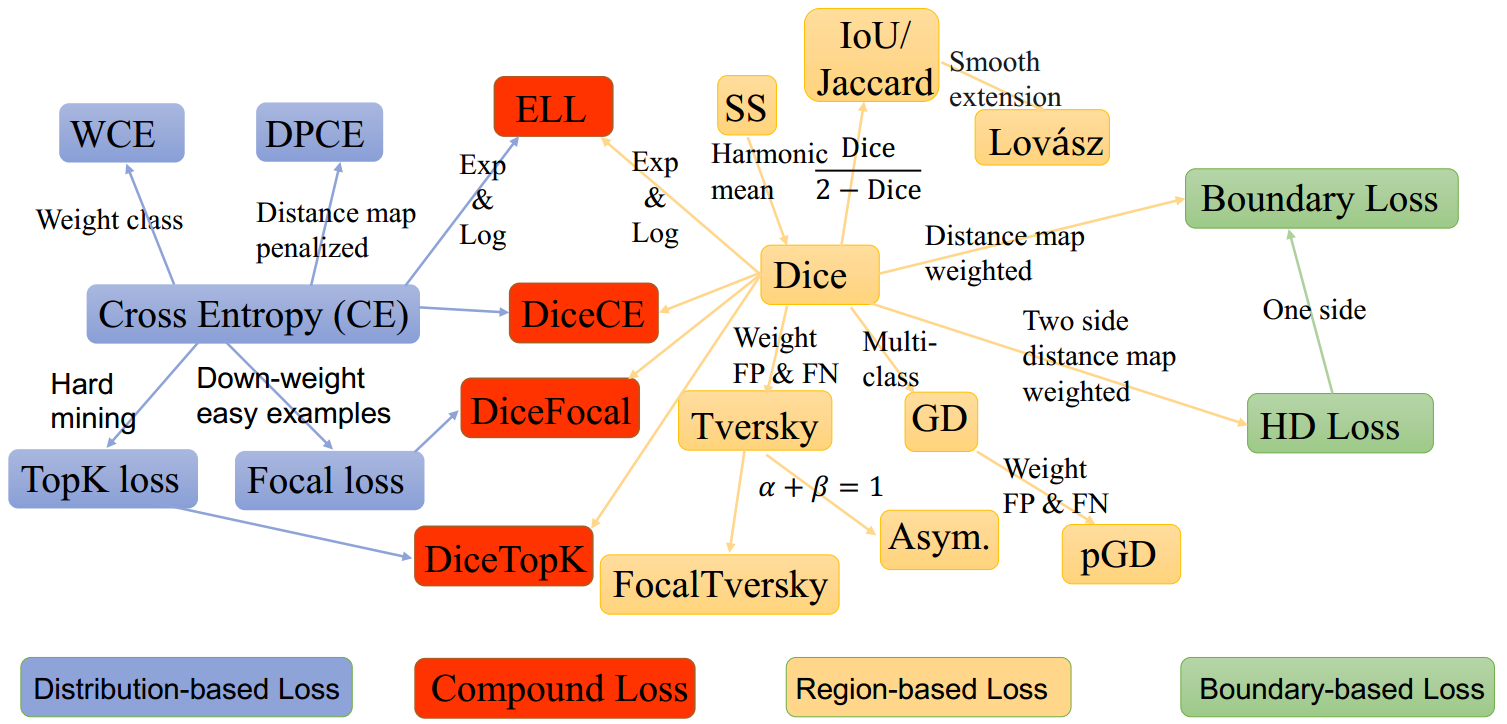 IoU/
Jaccard
Smooth
extension
Lovász
SS
ELL
WCE
DPCE
Harmonic
mean
Dice
2 − Dice
Exp
&
Log
Exp
&
Log
Weight class
Distance map
penalized
Boundary Loss
Distance map
weighted
Dice
Cross Entropy (CE)
DiceCE
One side
Two side
distance map
weighted
Weight
FP & FN
Multi-
class
Hard
mining
Down-weight
easy examples
DiceFocal
Tversky
GD
HD Loss
TopK loss
Focal loss
Weight
FP & FN
α + β = 1
DiceTopK
FocalTversky
Asym.
pGD
Distribution-based Loss
Compound Loss
Region-based Loss
Boundary-based Loss